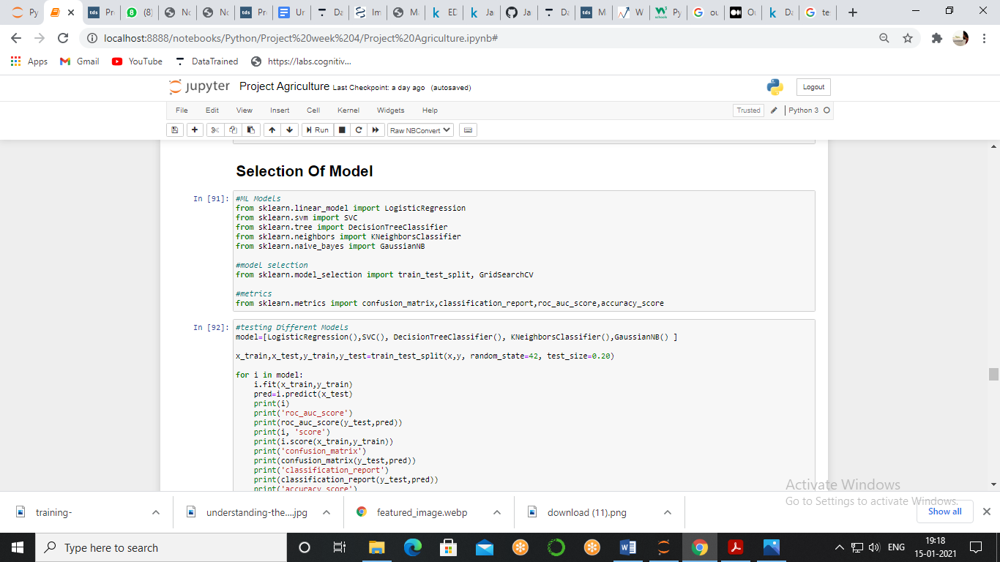 Py
Pr
(8)
No
No
tds Pr
Ur
Da
Im
M
k ED
k Ja
Ja
Da
tds M
W
Py
G ou
Ou
k Da
G te
localhost:8888/notebooks/Python/Project%20week%204/Project%20Agriculture.ipynb#
Apps Gmail YouTube DataTrained https://labs.cognitiv...
jupyter Project Agriculture Last Checkpoint: a day ago (autosaved) Logout
File Edit View Insert Cell Kernel Widgets Help Trusted Python 3
Run Raw NBConvert
Selection Of Model
In [91]: #ML Models
from sklearn.linear_model import LogisticRegression
from sklearn.svm import SVC
from sklearn.tree import DecisionTreeClassifier
from sklearn.neighbors import KNeighborsClassifier
from sklearn.naive_bayes import GaussianNB
#model selection
from sklearn.model_selection import train_test_split, GridSearchCV
#metrics
from sklearn.metrics import confusion_matrix,classification_report,roc_auc_score,accuracy_score
In [92]: #testing Different Models
model=[LogisticRegression(),SVC(), DecisionTreeClassifier(), KNeighborsClassifier(),GaussianNB() ]
x_train,x_test,y_train,y_test=train_test_split(x,y, random_state=42, test_size=0.20)
for i in model:
i.fit(x_train,y_train)
pred=i.predict(x_test)
print(i)
print('roc_auc_score')
print(roc_auc_score(y_test,pred))
print(i, 'score')
print(i.score(x_train,y_train))
print('confusion_matrix')
print(confusion_matrix(y_test,pred))
print('classification_report')
print(classification_report(y_test,pred))
print('accuracy_score')
Activate Windows
Go to Settings to activate Windows.
training- understanding-the....jpg featured_image.webp download (11).png Show all
Type here to search ENG 19:18
15-01-2021